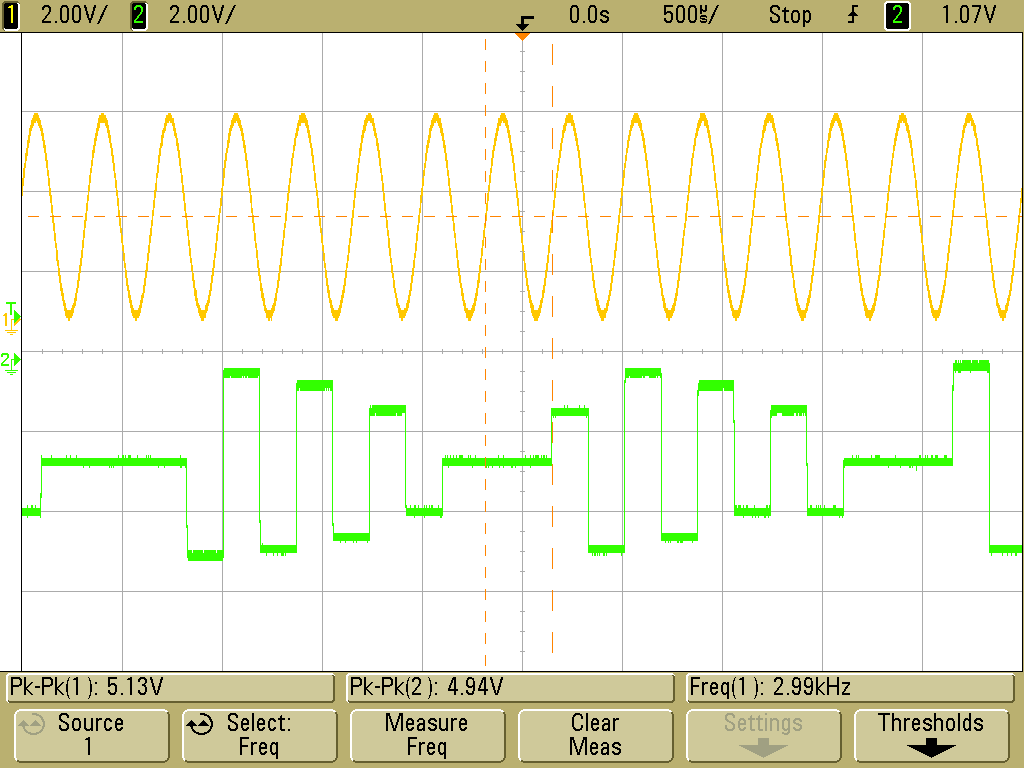 1 2.00V/ 2 2.00V/ 0.0s 500µs/ Stop 2 1.07V
T
1
2
Pk-Pk(1): 5.13V Pk-Pk(2): 4.94V Freq(1): 2.99kHz
Source Select: Measure Clear Settings Thresholds
1 Freq Freq Meas